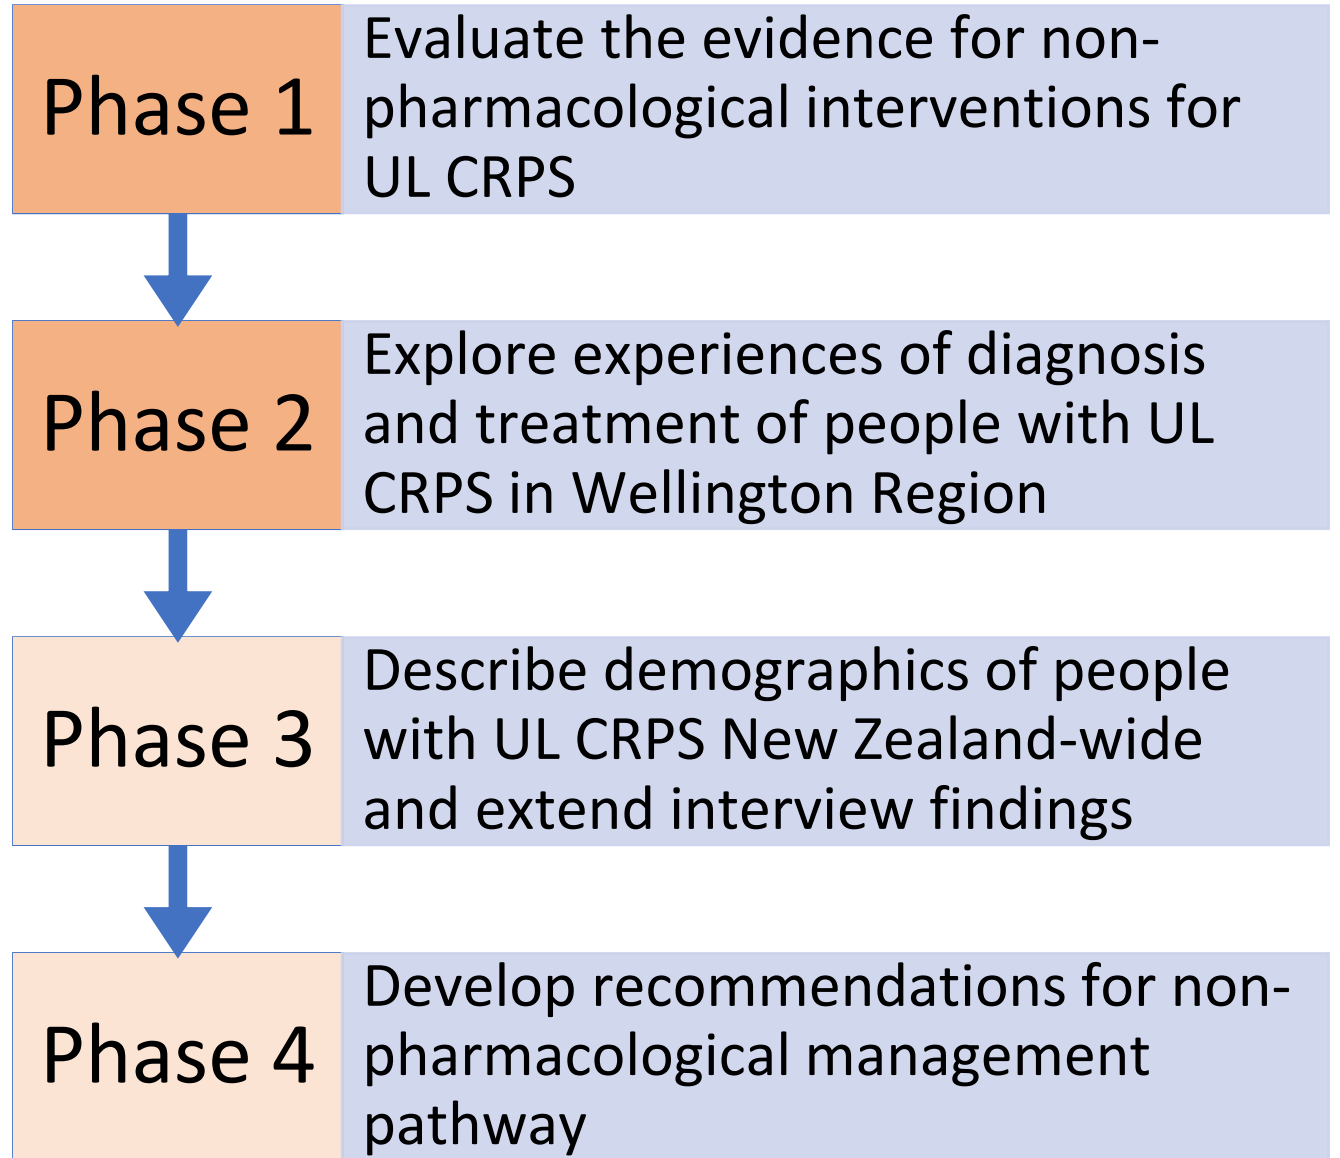 Phase 1
Evaluate the evidence for non-
pharmacological interventions for
UL CRPS
Phase 2
Explore experiences of diagnosis
and treatment of people with UL
CRPS in Wellington Region
Phase 3
Describe demographics of people
with UL CRPS New Zealand-wide
and extend interview findings
Phase 4
Develop recommendations for non-
pharmacological management
pathway